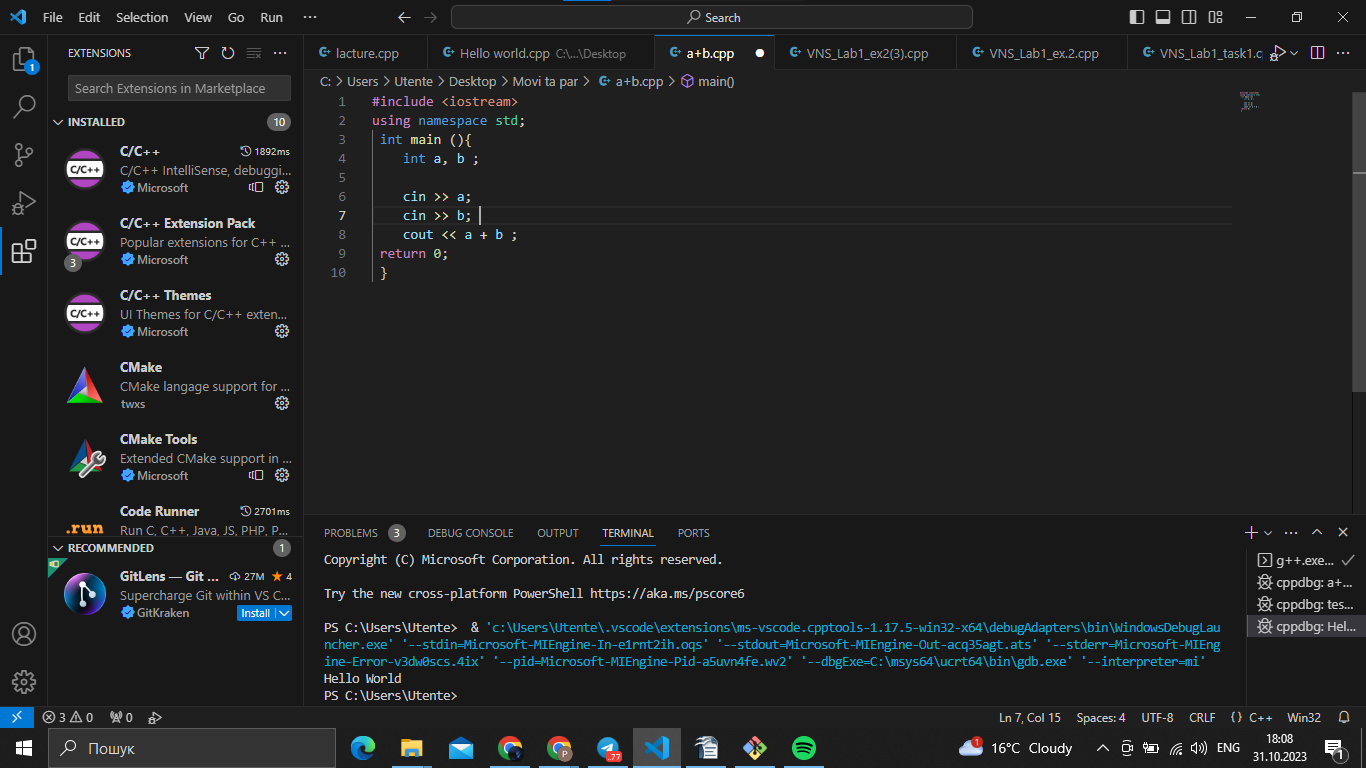 File Edit Selection View Go Run ··· Search
EXTENSIONS
lacture.cpp Hello world.cpp C:\...\Desktop a+b.cpp VNS_Lab1_ex2(3).cpp VNS_Lab1_ex.2.cpp VNS_Lab1_task1.c
C: > Users > Utente > Desktop > Movi ta par > a+b.cpp > main()
Search Extensions in Marketplace
INSTALLED 10
C/C++ 1892ms
C/C++ IntelliSense, debuggi...
Microsoft
C/C++ Extension Pack
Popular extensions for C++ ...
Microsoft
3
C/C++ Themes
UI Themes for C/C++ exten...
Microsoft
CMake
CMake langage support for ...
twxs
CMake Tools
Extended CMake support in ...
Microsoft
Code Runner 2701ms
.run Run C, C++, Java, JS, PHP, P...
RECOMMENDED 1
GitLens — Git ... 27M 4
Supercharge Git within VS C...
GitKraken Install
1 #include <iostream>
2 using namespace std;
3 int main (){
4 int a, b ;
5
6 cin >> a;
7 cin >> b;
8 cout << a + b ;
9 return 0;
10 }
PROBLEMS 3 DEBUG CONSOLE OUTPUT TERMINAL PORTS
Copyright (C) Microsoft Corporation. All rights reserved.
Try the new cross-platform PowerShell https://aka.ms/pscore6
PS C:\Users\Utente> & 'c:\Users\Utente\.vscode\extensions\ms-vscode.cpptools-1.17.5-win32-x64\debugAdapters\bin\WindowsDebugLau
ncher.exe' '--stdin=Microsoft-MIEngine-In-e1rnt2ih.oqs' '--stdout=Microsoft-MIEngine-Out-acq35agt.ats' '--stderr=Microsoft-MIEng
ine-Error-v3dw0scs.4ix' '--pid=Microsoft-MIEngine-Pid-a5uvn4fe.wv2' '--dbgExe=C:\msys64\ucrt64\bin\gdb.exe' '--interpreter=mi'
Hello World
PS C:\Users\Utente>
g++.exe...
cppdbg: a+...
cppdbg: tes...
cppdbg: Hel...
3 0 0 Ln 7, Col 15 Spaces: 4 UTF-8 CRLF {} C++ Win32
Пошук 77 1 16°C Cloudy ENG 18:08
31.10.2023 1